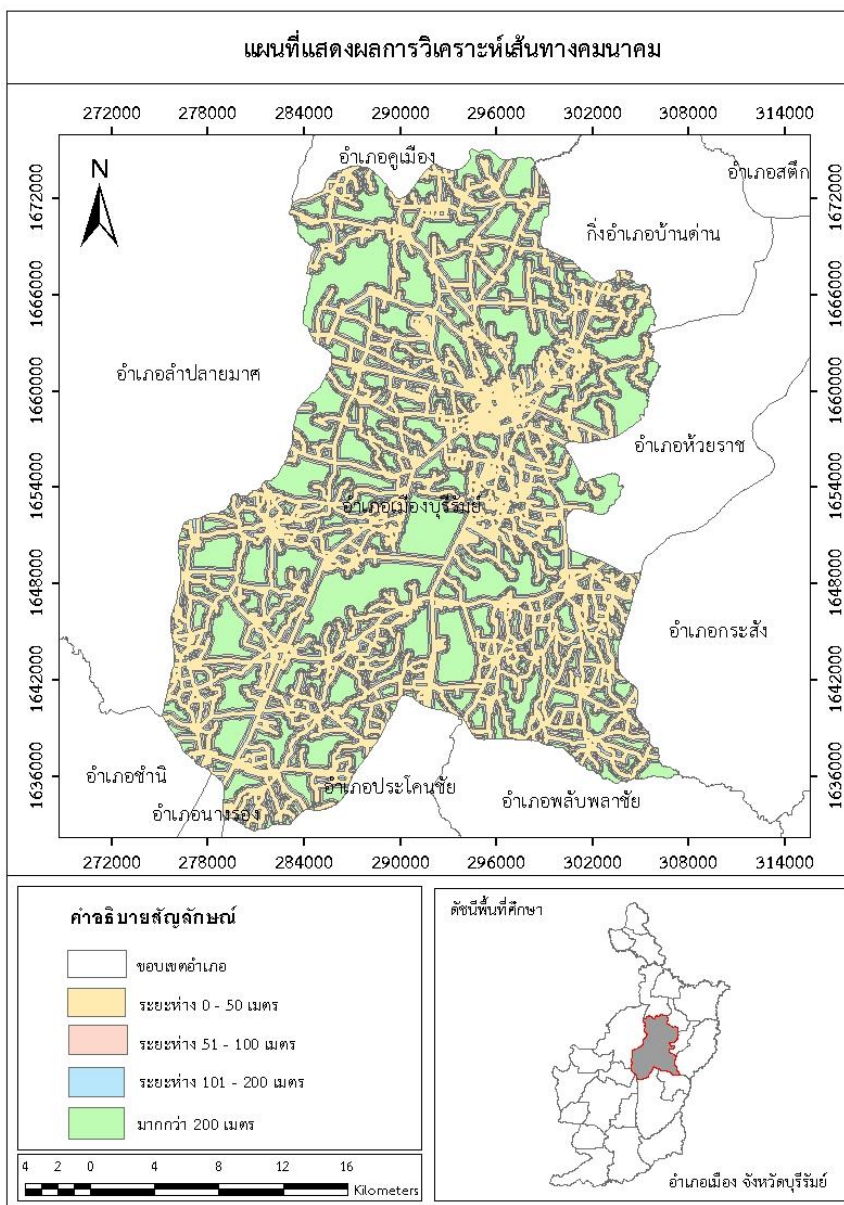 แผนที่แสดงผลการวิเคราะห์เส้นทางคมนาคม
272000 278000 284000 290000 296000 302000 308000 314000
N
อำเภอคูเมือง
อำเภอสตึก
1672000 1672000
กิ่งอำเภอบ้านด่าน
1666000 1666000
อำเภอลำปลายมาศ
1660000 1660000
อำเภอห้วยราช
1654000 1654000
อำเภอเมืองบุรีรัมย์
1648000 1648000
อำเภอกระสัง
1642000 1642000
1636000 1636000
อำเภอชำนิ
อำเภอประโคนชัย
อำเภอพลับพลาชัย
อำเภอนางรอง
272000 278000 284000 290000 296000 302000 308000 314000
คำอธิบายสัญลักษณ์
ขอบเขตอำเภอ
ระยะห่าง 0 - 50 เมตร
ระยะห่าง 51 - 100 เมตร
ระยะห่าง 101 - 200 เมตร
มากกว่า 200 เมตร
4 2 0 4 8 12 16
Kilometers
ดัชนีพื้นที่ศึกษา
อำเภอเมือง จังหวัดบุรีรัมย์